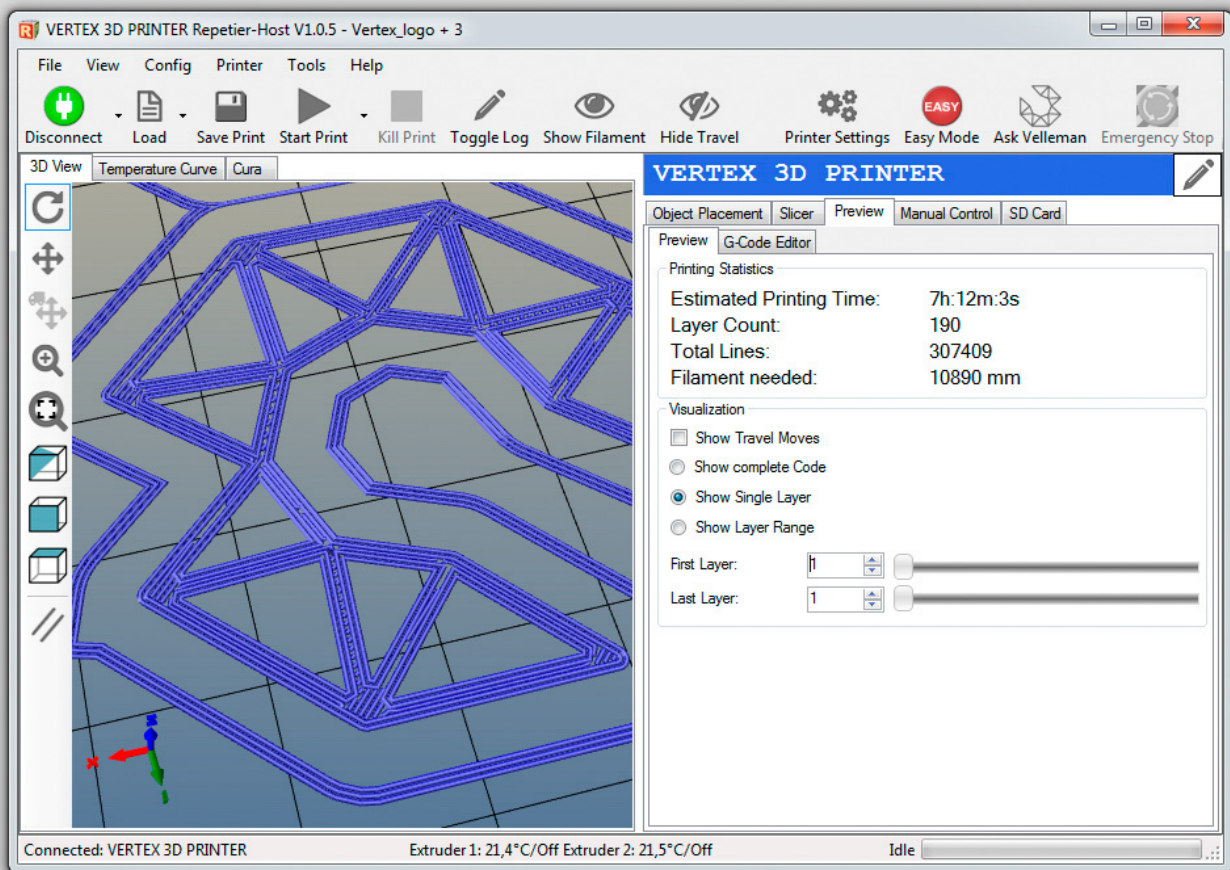 VERTEX 3D PRINTER Repetier-Host V1.0.5 - Vertex_logo + 3
File View Config Printer Tools Help
Disconnect Load Save Print Start Print Kill Print Toggle Log Show Filament Hide Travel Printer Settings EASY Easy Mode Ask Velleman Emergency Stop
3D View Temperature Curve Cura
VERTEX 3D PRINTER
Object Placement Slicer Preview Manual Control SD Card
Preview G-Code Editor
Printing Statistics
Estimated Printing Time: 7h:12m:3s
Layer Count: 190
Total Lines: 307409
Filament needed: 10890 mm
Visualization
Show Travel Moves
Show complete Code
Show Single Layer
Show Layer Range
First Layer: 1
Last Layer: 1
X
Connected: VERTEX 3D PRINTER Extruder 1: 21,4°C/Off Extruder 2: 21,5°C/Off Idle